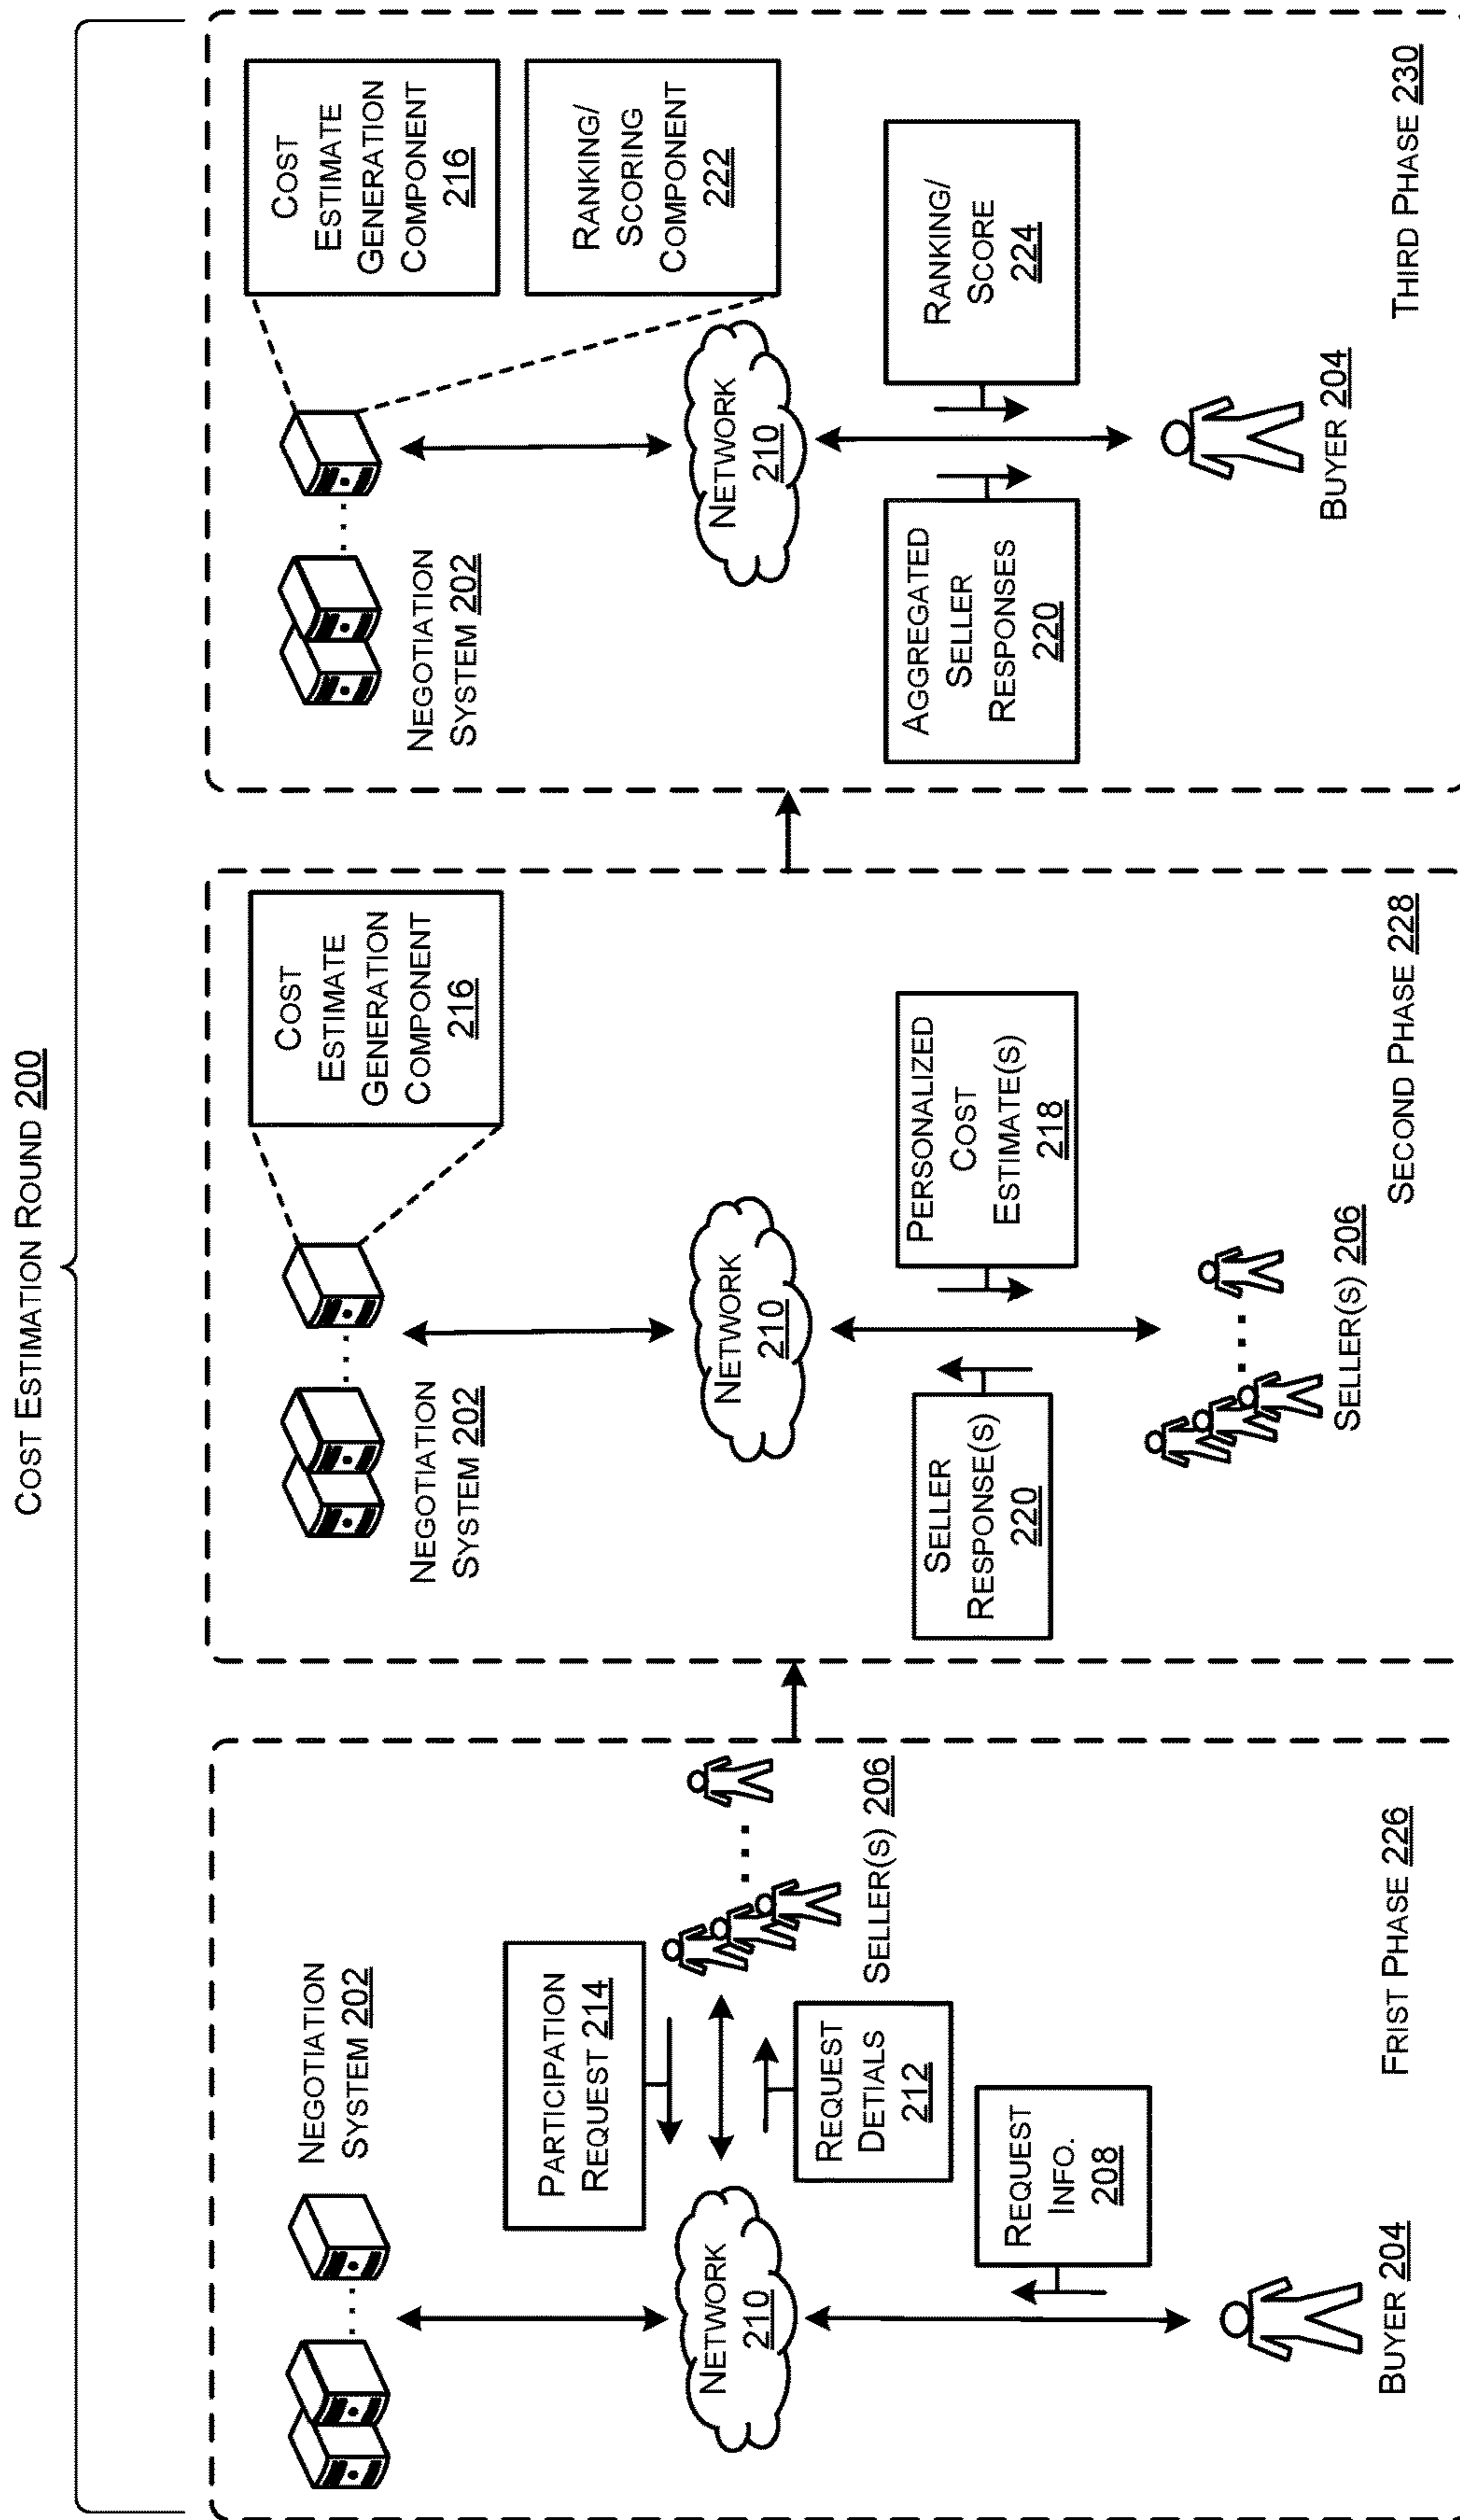 COST ESTIMATION ROUND 200
NEGOTIATION
SYSTEM 202
PARTICIPATION
REQUEST 214
NETWORK
210
SELLER(S) 206
REQUEST
DETIALS
212
REQUEST
INFO.
208
BUYER 204
FRIST PHASE 226
COST
ESTIMATE
GENERATION
COMPONENT
216
NEGOTIATION
SYSTEM 202
NETWORK
210
SELLER
RESPONSE(S)
220
PERSONALIZED
COST
ESTIMATE(S)
218
SELLER(S) 206
SECOND PHASE 228
COST
ESTIMATE
GENERATION
COMPONENT
216
RANKING/
SCORING
COMPONENT
222
NEGOTIATION
SYSTEM 202
NETWORK
210
AGGREGATED
SELLER
RESPONSES
220
RANKING/
SCORE
224
BUYER 204
THIRD PHASE 230